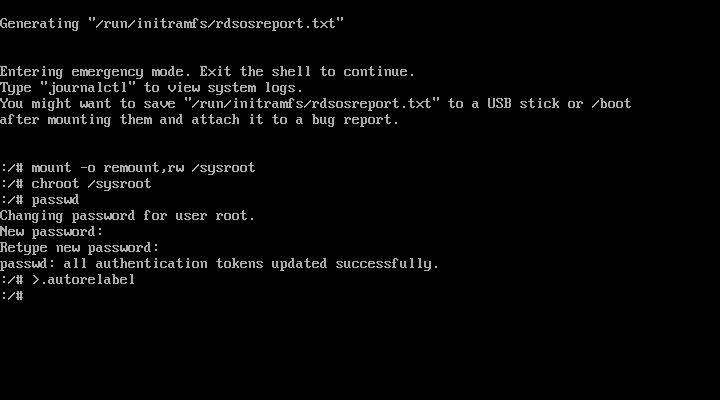 Generating "/run/initramfs/rdsosreport.txt"
Entering emergency mode. Exit the shell to continue.
Type "journalctl" to view system logs.
You might want to save "/run/initramfs/rdsosreport.txt" to a USB stick or /boot
after mounting them and attach it to a bug report.
:/# mount -o remount,rw /sysroot
:/# chroot /sysroot
:/# passwd
Changing password for user root.
New password:
Retype new password:
passwd: all authentication tokens updated successfully.
:/# >.autorelabel
:/#